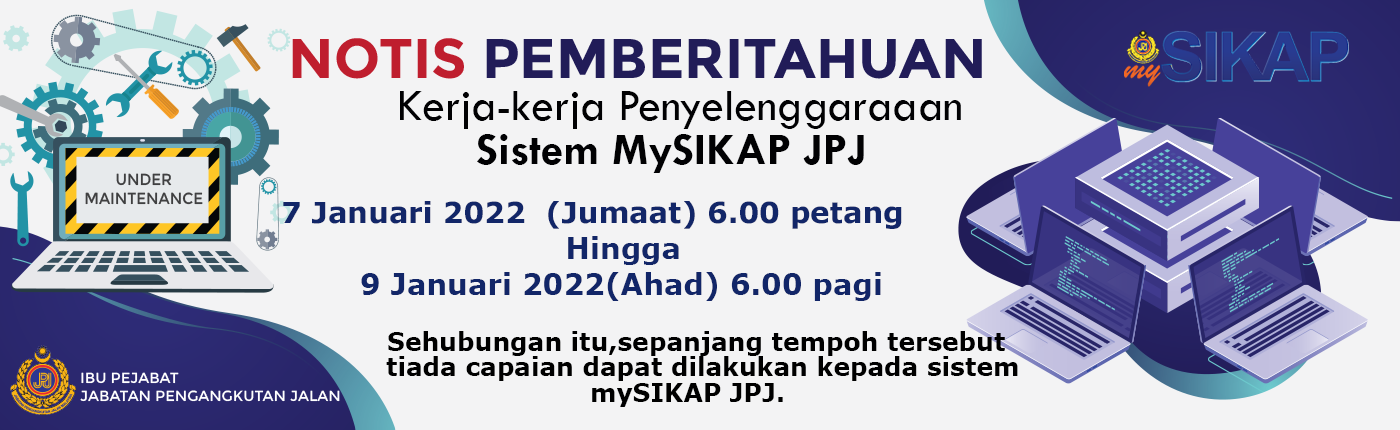 NOTIS PEMBERITAHUAN
Kerja-kerja Penyelenggaraaan
Sistem MySIKAP JPJ
7 Januari 2022 (Jumaat) 6.00 petang
Hingga
9 Januari 2022(Ahad) 6.00 pagi
Sehubungan itu,sepanjang tempoh tersebut
tiada capaian dapat dilakukan kepada sistem
mySIKAP JPJ.
mySIKAP
UNDER
MAINTENANCE
JPJ
IBU PEJABAT
JABATAN PENGANGKUTAN JALAN